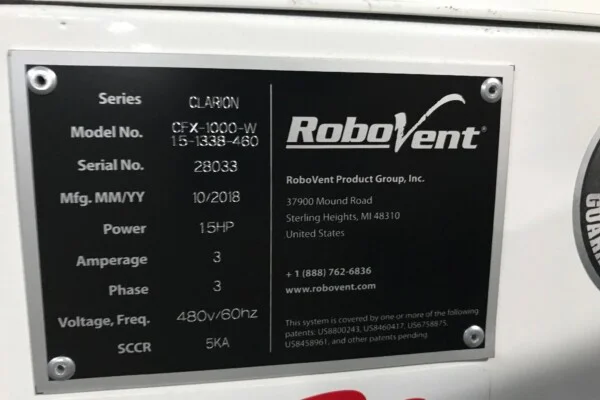 Series CLARION
Model No. CFX-1000-W
15-1338-460
Serial No. 28033
Mfg. MM/YY 10/2018
Power 15HP
Amperage 3
Phase 3
Voltage, Freq. 480v/60hz
SCCR 5KA
RoboVent®
RoboVent Product Group, Inc.
37900 Mound Road
Sterling Heights, MI 48310
United States
+ 1 (888) 762-6836
www.robovent.com
This system is covered by one or more of the following
patents: US8800243, US8460417, US6758875,
US8458961, and other patents pending.